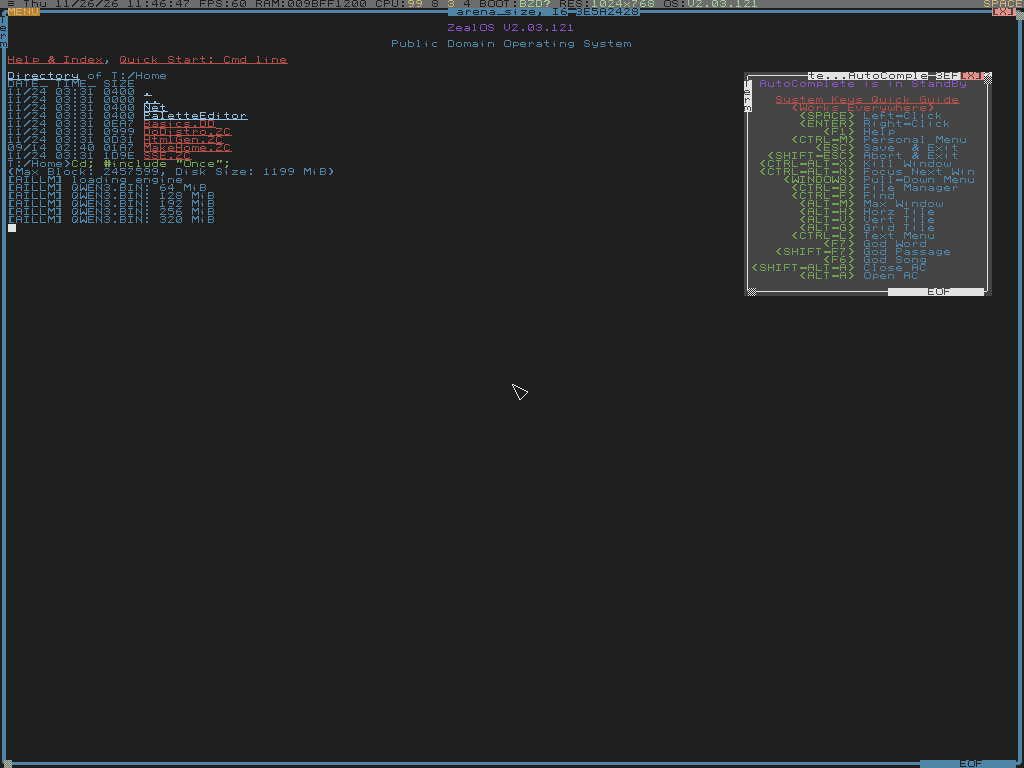 ≡ Thu 11/26/26 11:46:47 FPS:60 RAM:009BFF1200 CPU:99 8 3 4 BOOT:BZD? RES:1024x768 OS:V2.03.121 SPACE
MENU arena_size, I6 9E5A2428 [X]
Term
ZealOS V2.03.121
Public Domain Operating System
Help & Index, Quick Start: Cmd line
Directory of T:/Home
DATE_ TIME_ SIZE
11/24 03:31 0400 .
11/24 03:31 0000 ..
11/24 03:31 0400 Net
11/24 03:31 0400 PaletteEditor
11/24 03:31 0EA7 Basics.DD
11/24 03:31 0999 DoDistro.ZC
11/24 03:31 0D31 HtmlGen.ZC
09/14 02:40 01A7 MakeHome.ZC
11/24 03:31 1D9E SSE.ZC
T:/Home>Cd; #include "Once";
(Max Block: 2457599, Disk Size: 1199 MiB)
[AILLM] loading engine
[AILLM] QWEN3.BIN: 64 MiB
[AILLM] QWEN3.BIN: 128 MiB
[AILLM] QWEN3.BIN: 192 MiB
[AILLM] QWEN3.BIN: 256 MiB
[AILLM] QWEN3.BIN: 320 MiB
te...AutoComple [X]
Term
AutoComplete is in StandBy
System Keys Quick Guide
(Works Everywhere)
<SPACE> Left-Click
<ENTER> Right-Click
<F1> Help
<CTRL-M> Personal Menu
<ESC> Save & Exit
<SHIFT-ESC> Abort & Exit
<CTRL-ALT-X> Kill Window
<CTRL-ALT-N> Focus Next Win
<WINDOWS> Pull-Down Menu
<CTRL-D> File Manager
<CTRL-F> Find
<ALT-M> Max Window
<ALT-H> Horz Tile
<ALT-V> Vert Tile
<ALT-G> Grid Tile
<CTRL-L> Text Menu
<F7> God Word
<SHIFT-F7> God Passage
<F6> God Song
<SHIFT-ALT-A> Close AC
<ALT-A> Open AC
EOF
EOF